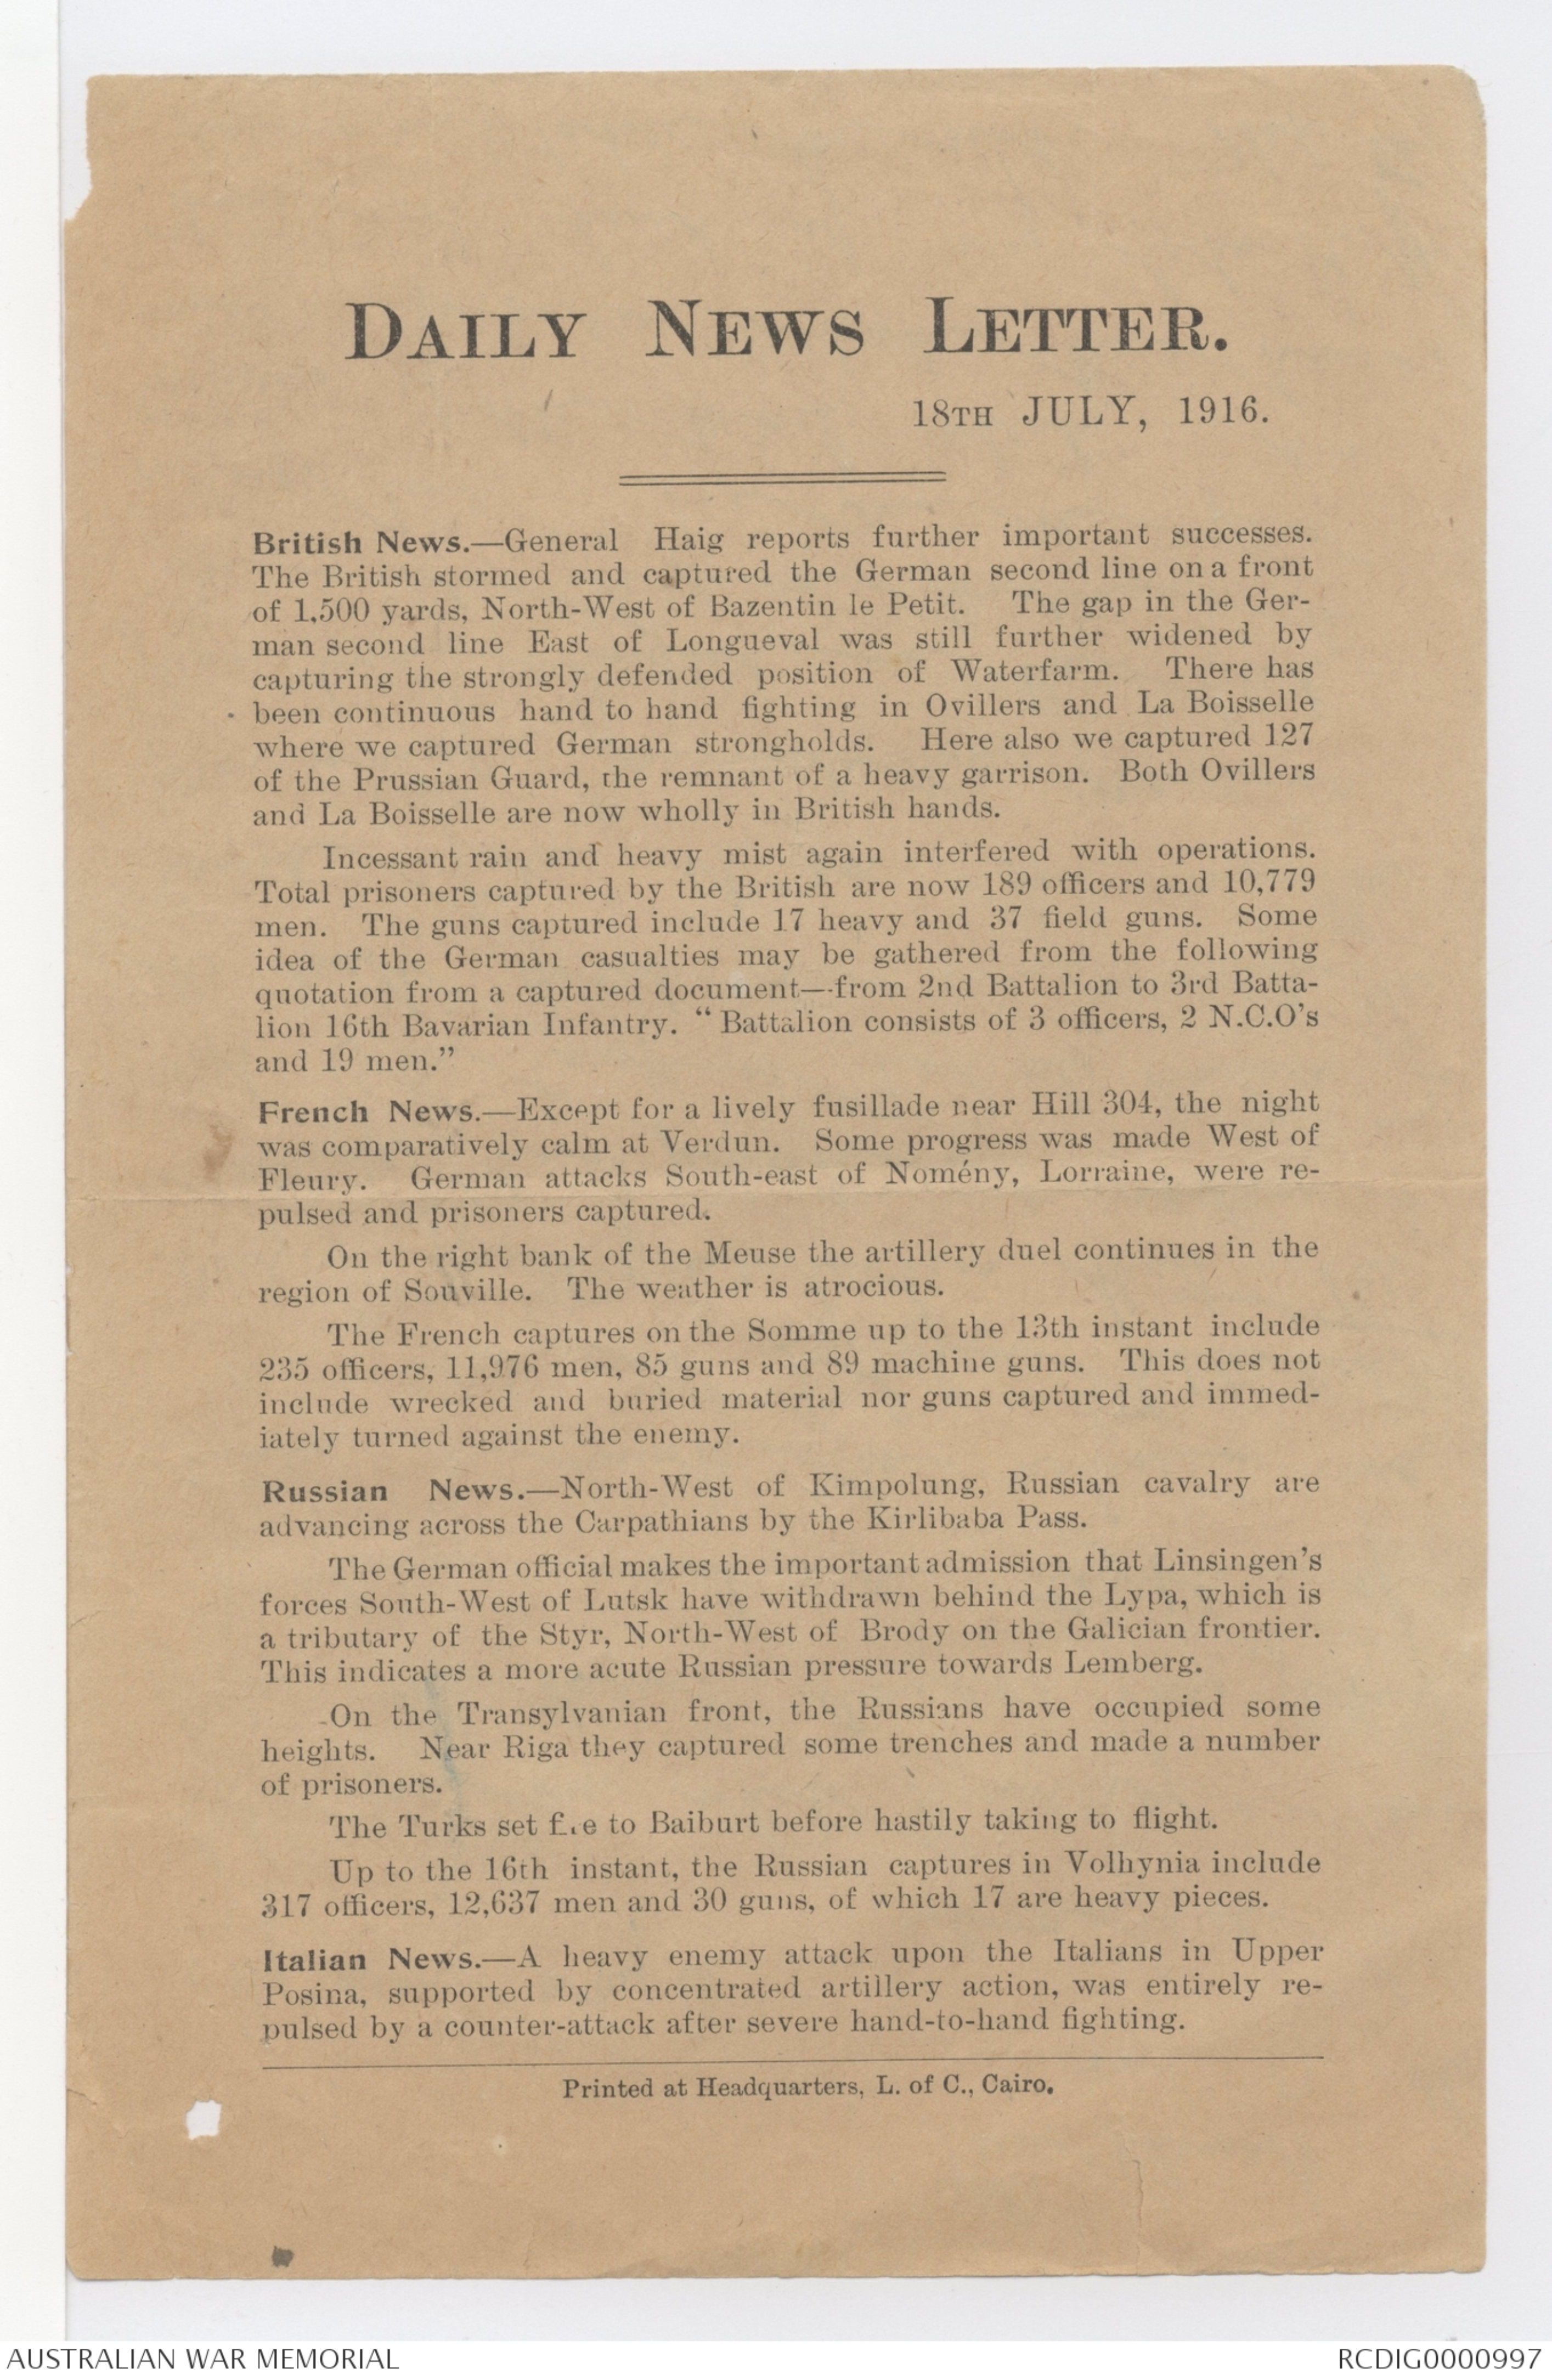 DAILY NEWS LETTER.
18TH JULY, 1916.
British News.—General Haig reports further important successes.
The British stormed and captured the German second line on a front
of 1,500 yards, North-West of Bazentin le Petit. The gap in the Ger-
man second line East of Longueval was still further widened by
capturing the strongly defended position of Waterfarm. There has
been continuous hand to hand fighting in Ovillers and La Boisselle
where we captured German strongholds. Here also we captured 127
of the Prussian Guard, the remnant of a heavy garrison. Both Ovillers
and La Boisselle are now wholly in British hands.
Incessant rain and heavy mist again interfered with operations.
Total prisoners captured by the British are now 189 officers and 10,779
men. The guns captured include 17 heavy and 37 field guns. Some
idea of the German casualties may be gathered from the following
quotation from a captured document—from 2nd Battalion to 3rd Batta-
lion 16th Bavarian Infantry. “Battalion consists of 3 officers, 2 N.C.O's
and 19 men.”
French News.—Except for a lively fusillade near Hill 304, the night
was comparatively calm at Verdun. Some progress was made West of
Fleury. German attacks South-east of Nomény, Lorraine, were re-
pulsed and prisoners captured.
On the right bank of the Meuse the artillery duel continues in the
region of Souville. The weather is atrocious.
The French captures on the Somme up to the 13th instant include
235 officers, 11,976 men, 85 guns and 89 machine guns. This does not
include wrecked and buried material nor guns captured and immed-
iately turned against the enemy.
Russian News.—North-West of Kimpolung, Russian cavalry are
advancing across the Carpathians by the Kirlibaba Pass.
The German official makes the important admission that Linsingen's
forces South-West of Lutsk have withdrawn behind the Lypa, which is
a tributary of the Styr, North-West of Brody on the Galician frontier.
This indicates a more acute Russian pressure towards Lemberg.
On the Transylvanian front, the Russians have occupied some
heights. Near Riga they captured some trenches and made a number
of prisoners.
The Turks set fire to Baiburt before hastily taking to flight.
Up to the 16th instant, the Russian captures in Volhynia include
317 officers, 12,637 men and 30 guns, of which 17 are heavy pieces.
Italian News.—A heavy enemy attack upon the Italians in Upper
Posina, supported by concentrated artillery action, was entirely re-
pulsed by a counter-attack after severe hand-to-hand fighting.
Printed at Headquarters, L. of C., Cairo.
AUSTRALIAN WAR MEMORIAL
RCDIG0000997